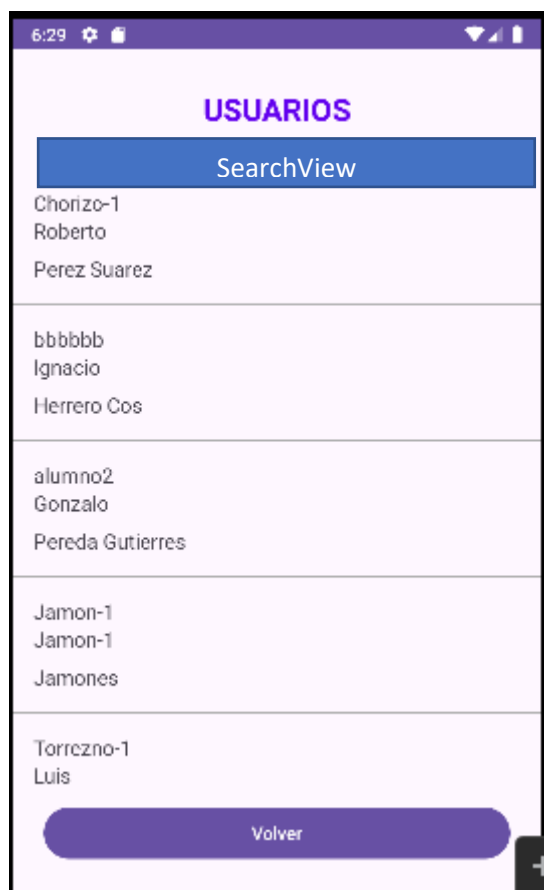 6:29
USUARIOS
SearchView
Chorizo-1
Roberto
Perez Suarez
bbbbbb
Ignacio
Herrero Cos
alumno2
Gonzalo
Pereda Gutierres
Jamon-1
Jamon-1
Jamones
Torrezno-1
Luis
Volver
+